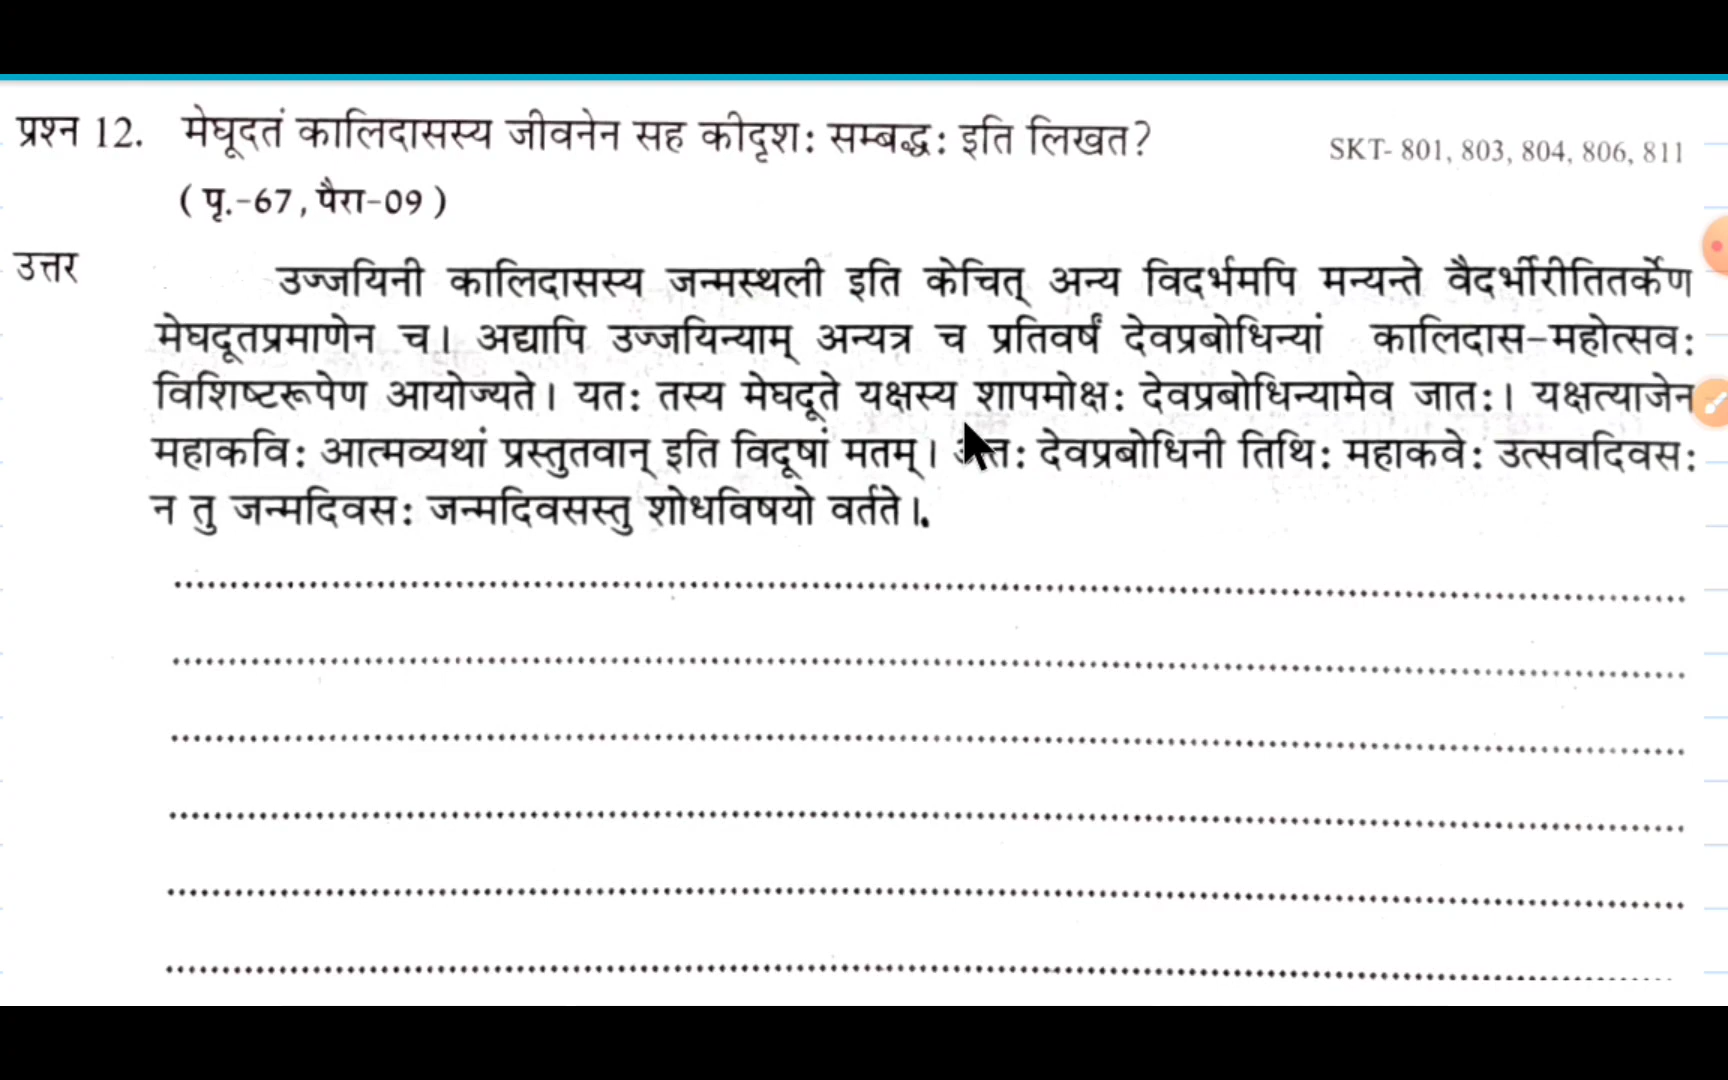 प्रश्न 12. मेघूदतं कालिदासस्य जीवनेन सह कीदृशः सम्बद्धः इति लिखत? SKT- 801, 803, 804, 806, 811
( पृ.-67, पैरा-09 )
उत्तर
उज्जयिनी कालिदासस्य जन्मस्थली इति केचित् अन्य विदर्भमपि मन्यन्ते वैदर्भीरीतितर्केण
मेघदूतप्रमाणेन च। अद्यापि उज्जयिन्याम् अन्यत्र च प्रतिवर्षं देवप्रबोधिन्यां कालिदास-महोत्सवः
विशिष्टरूपेण आयोज्यते। यतः तस्य मेघदूते यक्षस्य शापमोक्षः देवप्रबोधिन्यामेव जातः। यक्षत्याजेन
महाकविः आत्मव्यथां प्रस्तुतवान् इति विदूषां मतम्। देवप्रबोधिनी तिथिः महाकवेः उत्सवदिवसः
न तु जन्मदिवसः जन्मदिवसस्तु शोधविषयो वर्तते।.